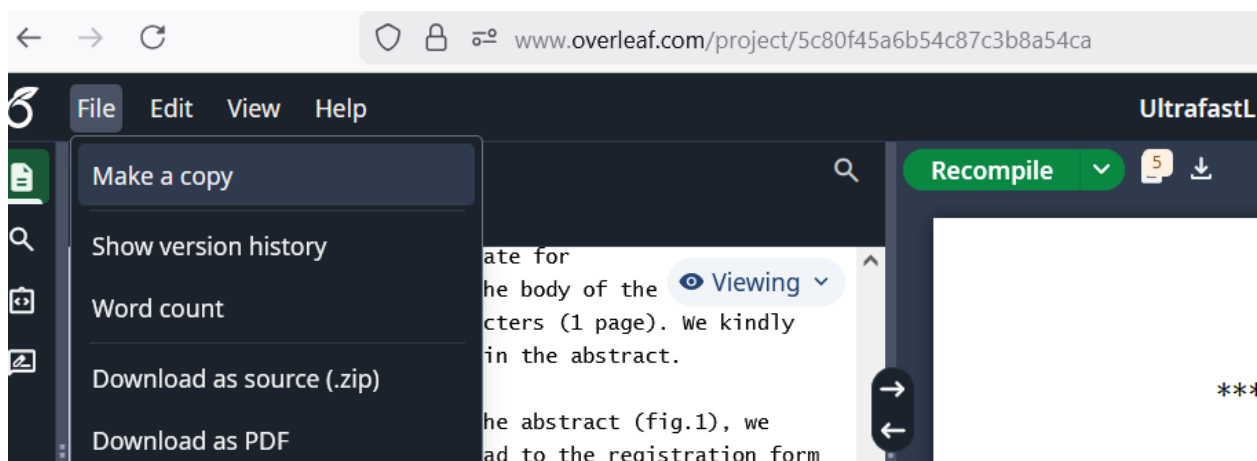 www.overleaf.com/project/5c80f45a6b54c87c3b8a54ca
File Edit View Help
UltrafastL
Make a copy
Recompile
5
Show version history
ate for
Viewing
he body of the
Word count
cters (1 page). We kindly
in the abstract.
Download as source (.zip)
***
he abstract (fig.1), we
Download as PDF
ad to the registration form